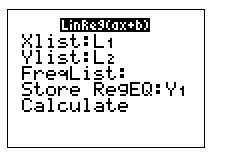 LinReg(ax+b)
Xlist:L₁
Ylist:L₂
FreqList:
Store RegEQ:Y₁
Calculate